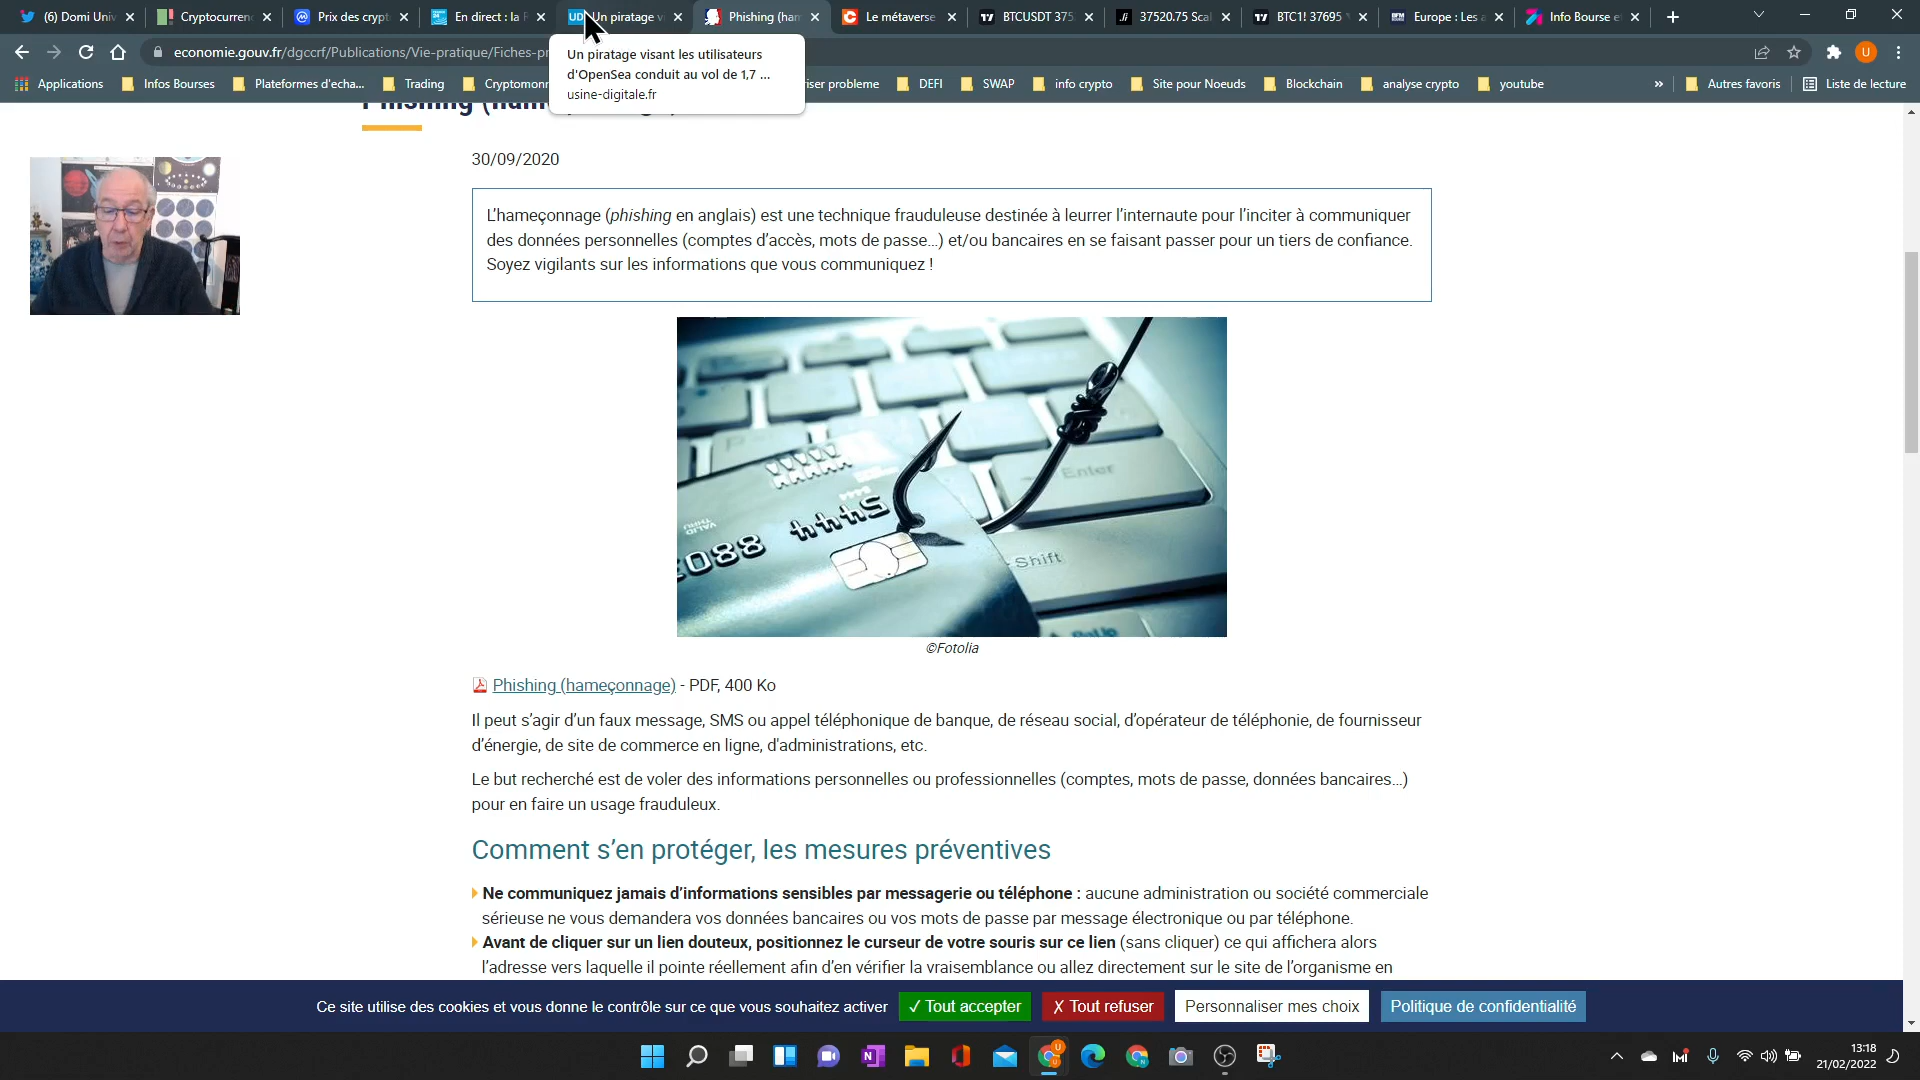 (6) Domi Univ
Cryptocurren
Prix des crypt
En direct : la
UD Un piratage v
Phishing (ham
Le métaverse
BTCUSDT 375
37520.75 Scal
BTC1! 37695
Europe : Les a
Info Bourse e
economie.gouv.fr/dgccrf/Publications/Vie-pratique/Fiches-pr
U
Un piratage visant les utilisateurs
d'OpenSea conduit au vol de 1,7 ...
usine-digitale.fr
Applications
Infos Bourses
Plateformes d'echa...
Trading
Cryptomonn
iser probleme
DEFI
SWAP
info crypto
Site pour Noeuds
Blockchain
analyse crypto
youtube
»
Autres favoris
Liste de lecture
30/09/2020
L’hameçonnage (phishing en anglais) est une technique frauduleuse destinée à leurrer l’internaute pour l’inciter à communiquer
des données personnelles (comptes d’accès, mots de passe…) et/ou bancaires en se faisant passer pour un tiers de confiance.
Soyez vigilants sur les informations que vous communiquez !
Enter
Shift
PgUp
5444
8808
VALID
THRU
©Fotolia
Phishing (hameçonnage) - PDF, 400 Ko
Il peut s’agir d’un faux message, SMS ou appel téléphonique de banque, de réseau social, d’opérateur de téléphonie, de fournisseur
d’énergie, de site de commerce en ligne, d'administrations, etc.
Le but recherché est de voler des informations personnelles ou professionnelles (comptes, mots de passe, données bancaires…)
pour en faire un usage frauduleux.
Comment s’en protéger, les mesures préventives
Ne communiquez jamais d’informations sensibles par messagerie ou téléphone : aucune administration ou société commerciale
sérieuse ne vous demandera vos données bancaires ou vos mots de passe par message électronique ou par téléphone.
Avant de cliquer sur un lien douteux, positionnez le curseur de votre souris sur ce lien (sans cliquer) ce qui affichera alors
l’adresse vers laquelle il pointe réellement afin d’en vérifier la vraisemblance ou allez directement sur le site de l’organisme en
Ce site utilise des cookies et vous donne le contrôle sur ce que vous souhaitez activer
✓ Tout accepter
✗ Tout refuser
Personnaliser mes choix
Politique de confidentialité
13:18
21/02/2022